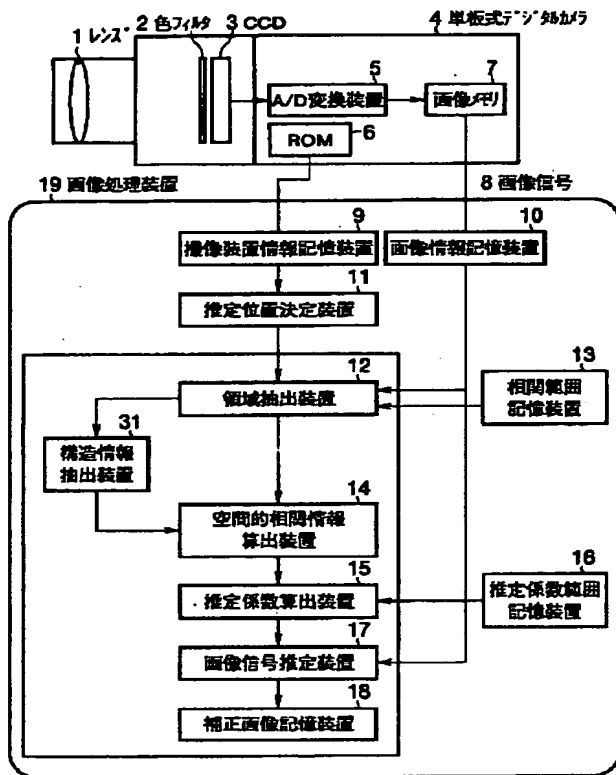 1 レンズ
2 色フィルタ
3 CCD
4 単板式デジタルカメラ
5
A/D変換装置
7
画像メモリ
6
ROM
19 画像処理装置
8 画像信号
9
撮像装置情報記憶装置
10
画像情報記憶装置
11
推定位置決定装置
12
領域抽出装置
13
相関範囲
記憶装置
31
構造情報
抽出装置
14
空間的相関情報
算出装置
15
推定係数算出装置
16
推定係数範囲
記憶装置
17
画像信号推定装置
18
補正画像記憶装置